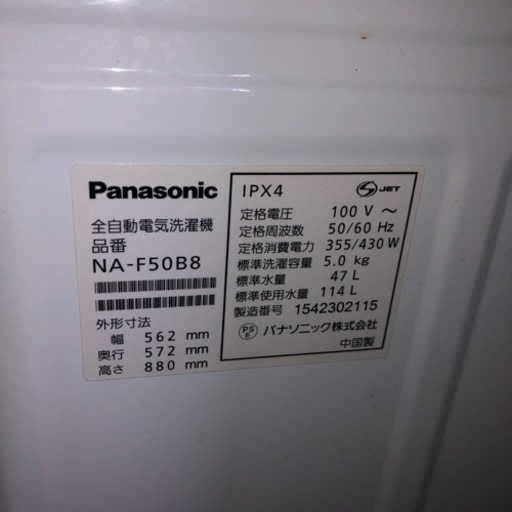 Panasonic
全自動電気洗濯機
品番
NA-F50B8
外形寸法
幅 562 mm
奥行 572 mm
高さ 880 mm
IPX4
S JET
定格電圧 100 V ～
定格周波数 50/60 Hz
定格消費電力 355/430 W
標準洗濯容量 5.0 kg
標準水量 47 L
標準使用水量 114 L
製造番号 1542302115
PS E パナソニック株式会社
中国製